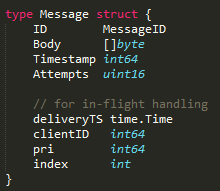 type Message struct {
    ID        MessageID
    Body      []byte
    Timestamp int64
    Attempts  uint16

    // for in-flight handling
    deliveryTS time.Time
    clientID   int64
    pri        int64
    index      int
}